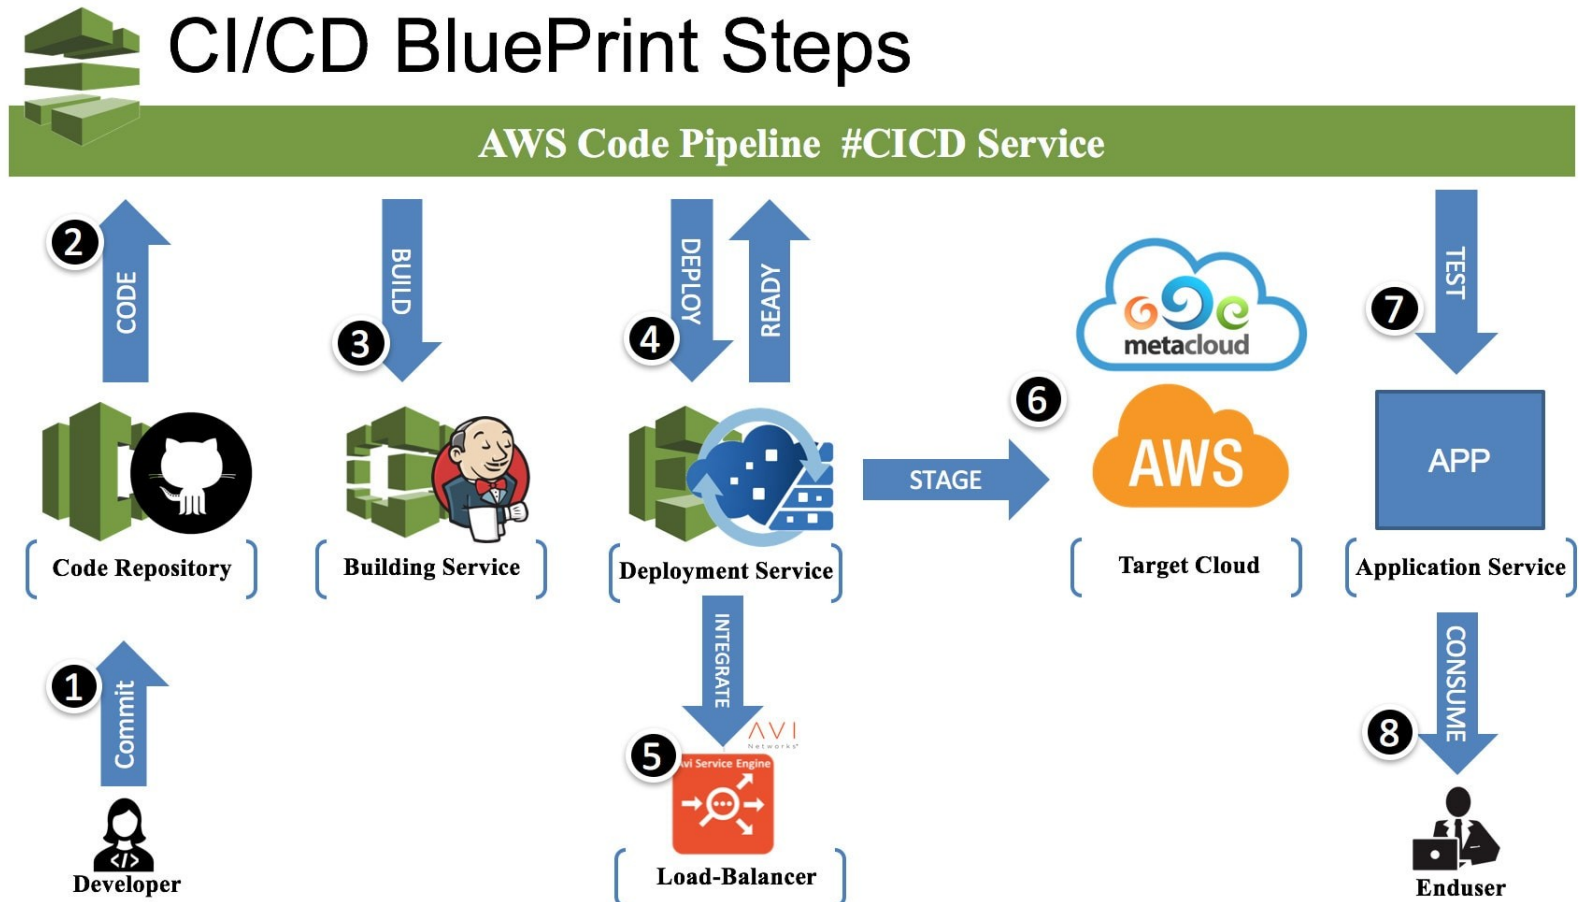 CI/CD BluePrint Steps
AWS Code Pipeline #CICD Service
2
CODE
BUILD
3
DEPLOY
4
READY
metacloud
6
AWS
STAGE
TEST
7
APP
Code Repository
Building Service
Deployment Service
Target Cloud
Application Service
1
Commit
</>
Developer
INTEGRATE
AVI
Networks
5
Avi Service Engine
Load-Balancer
CONSUME
8
Enduser